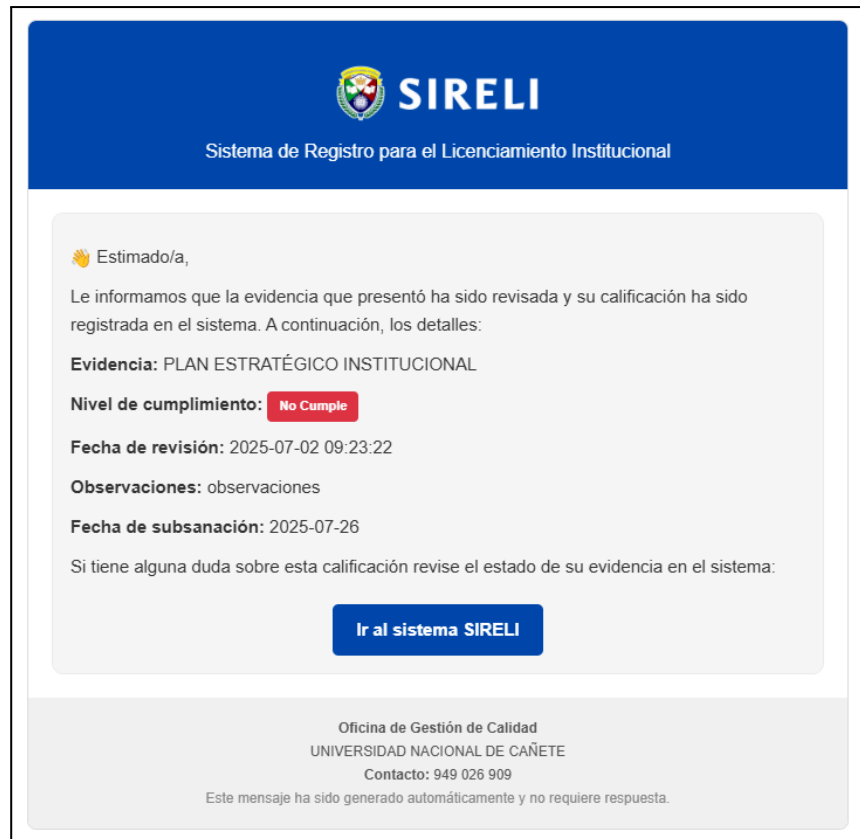 SIRELI
Sistema de Registro para el Licenciamiento Institucional
👋 Estimado/a,
Le informamos que la evidencia que presentó ha sido revisada y su calificación ha sido
registrada en el sistema. A continuación, los detalles:
Evidencia: PLAN ESTRATÉGICO INSTITUCIONAL
Nivel de cumplimiento: No Cumple
Fecha de revisión: 2025-07-02 09:23:22
Observaciones: observaciones
Fecha de subsanación: 2025-07-26
Si tiene alguna duda sobre esta calificación revise el estado de su evidencia en el sistema:
Ir al sistema SIRELI
Oficina de Gestión de Calidad
UNIVERSIDAD NACIONAL DE CAÑETE
Contacto: 949 026 909
Este mensaje ha sido generado automáticamente y no requiere respuesta.